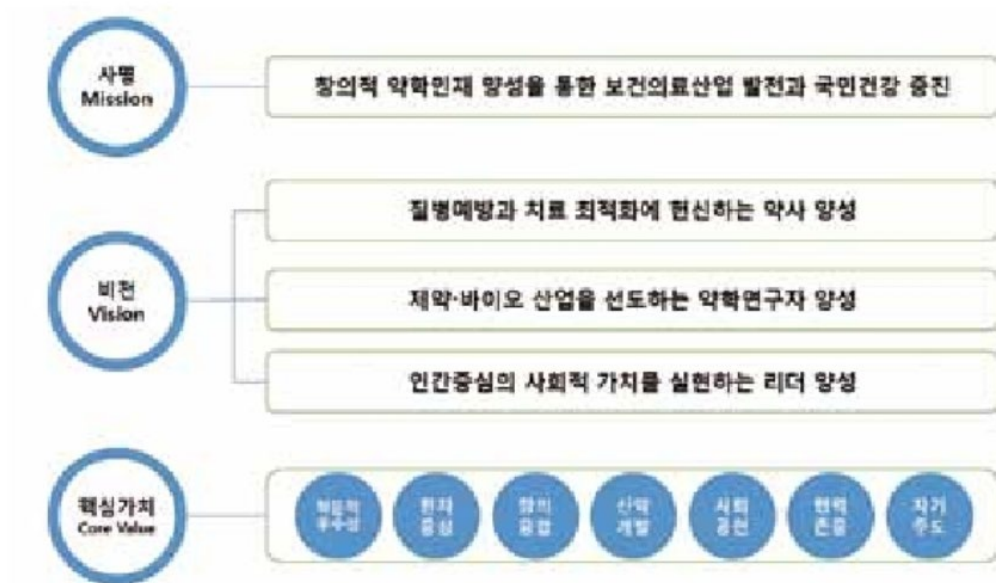 사명
Mission
창의적 약학인재 양성을 통한 보건의료산업 발전과 국민건강 증진
비전
Vision
질병예방과 치료 최적화에 헌신하는 약사 양성
제약·바이오 산업을 선도하는 약학연구자 양성
인간중심의 사회적 가치를 실현하는 리더 양성
핵심가치
Core Value
학문적
우수성
환자
중심
창의
융합
신약
개발
사회
공헌
협력
존중
자기
주도